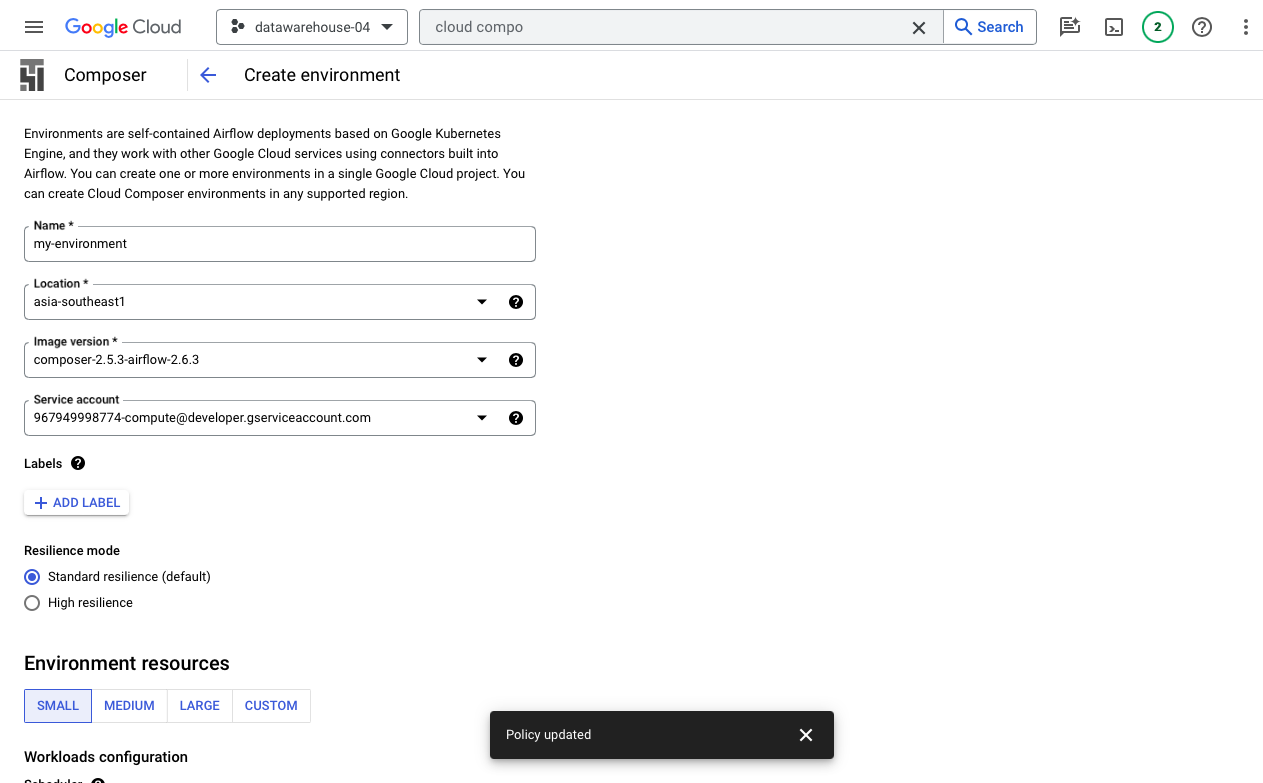 Google Cloud
datawarehouse-04
cloud compo
Search
2
Composer
Create environment
Environments are self-contained Airflow deployments based on Google Kubernetes
Engine, and they work with other Google Cloud services using connectors built into
Airflow. You can create one or more environments in a single Google Cloud project. You
can create Cloud Composer environments in any supported region.
Name *
my-environment
Location *
asia-southeast1
Image version *
composer-2.5.3-airflow-2.6.3
Service account
967949998774-compute@developer.gserviceaccount.com
Labels
ADD LABEL
Resilience mode
Standard resilience (default)
High resilience
Environment resources
SMALL MEDIUM LARGE CUSTOM
Policy updated
Workloads configuration
Scheduler